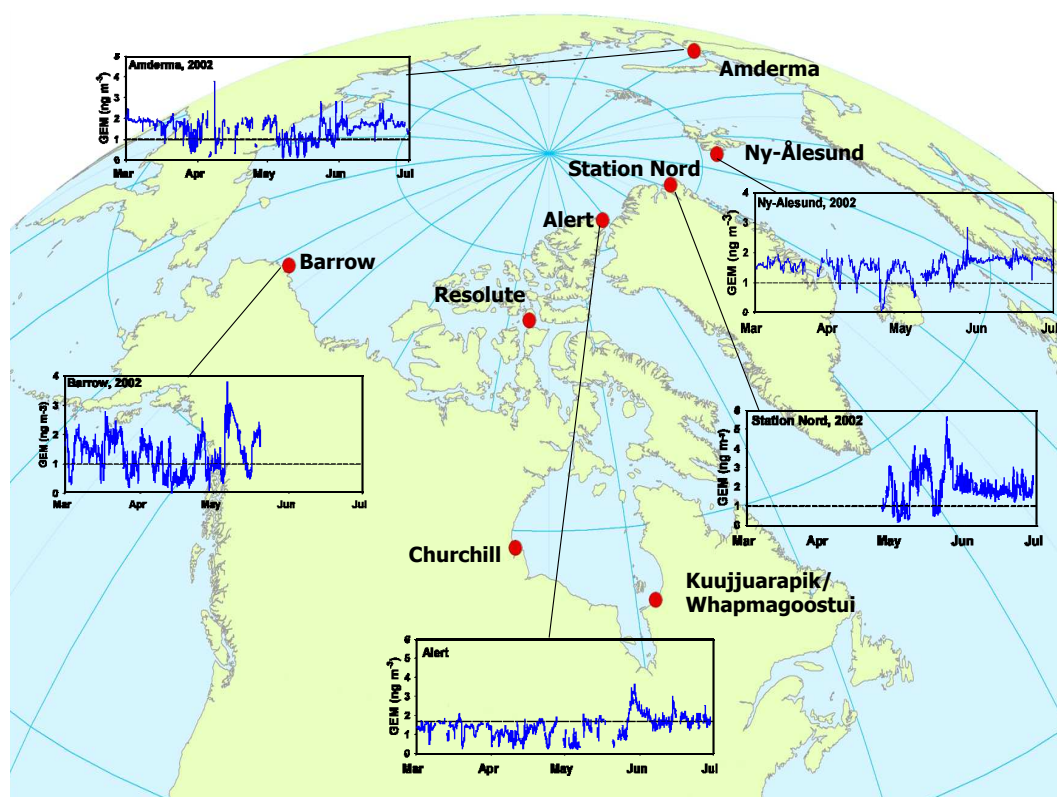 Amderma, 2002
GEM (ng m-3)
5
4
3
2
1
0
Mar Apr May Jun Jul
Amderma
Ny-Ålesund
Station Nord
Alert
Barrow
Resolute
Ny-Alesund, 2002
GEM (ng m-3)
4
3
2
1
0
Mar Apr May Jun Jul
Barrow, 2002
GEM (ng m-3)
4
3
2
1
0
Mar Apr May Jun Jul
Station Nord, 2002
GEM (ng m-3)
6
5
4
3
2
1
0
Mar Apr May Jun Jul
Churchill
Kuujjuarapik/
Whapmagoostui
Alert
GEM (ng m-3)
6
5
4
3
2
1
0
Mar Apr May Jun Jul